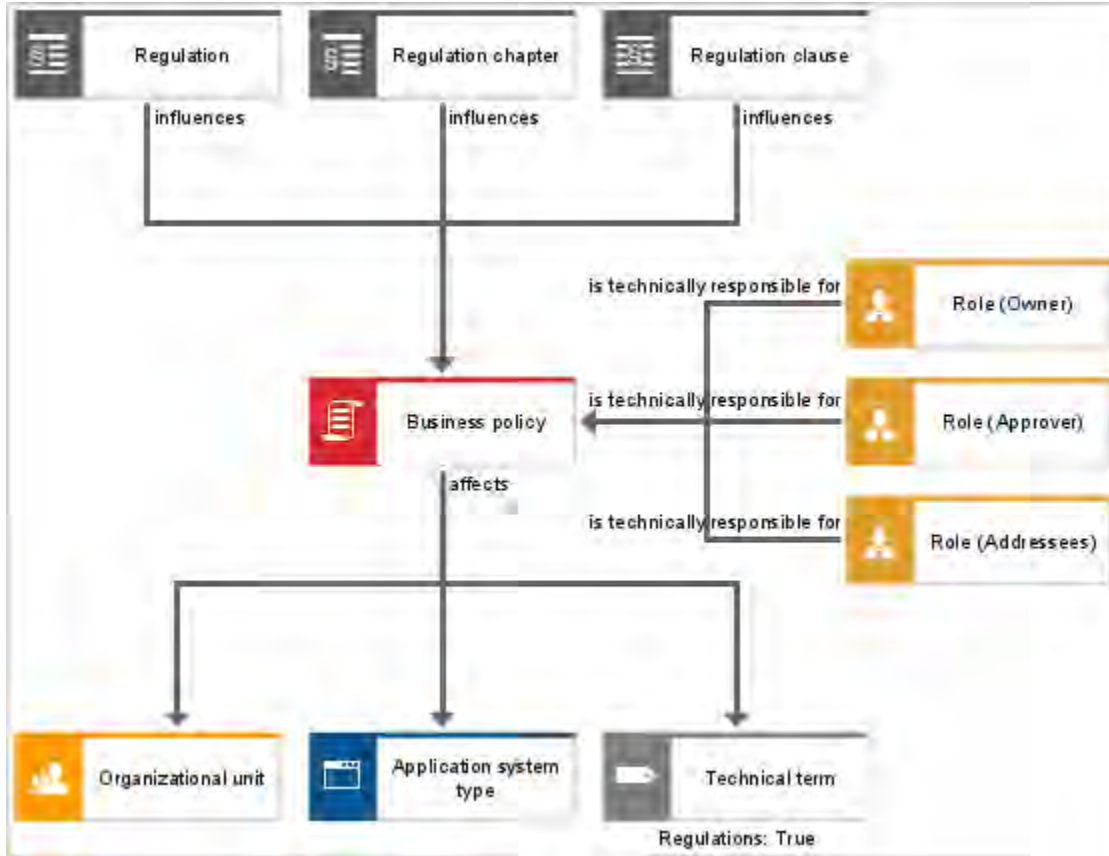 Regulation
Regulation chapter
Regulation clause
influences
influences
influences
is technically responsible for
Role (Owner)
is technically responsible for
Role (Approver)
Business policy
affects
is technically responsible for
Role (Addressees)
Organizational unit
Application system
type
Technical term
Regulations: True